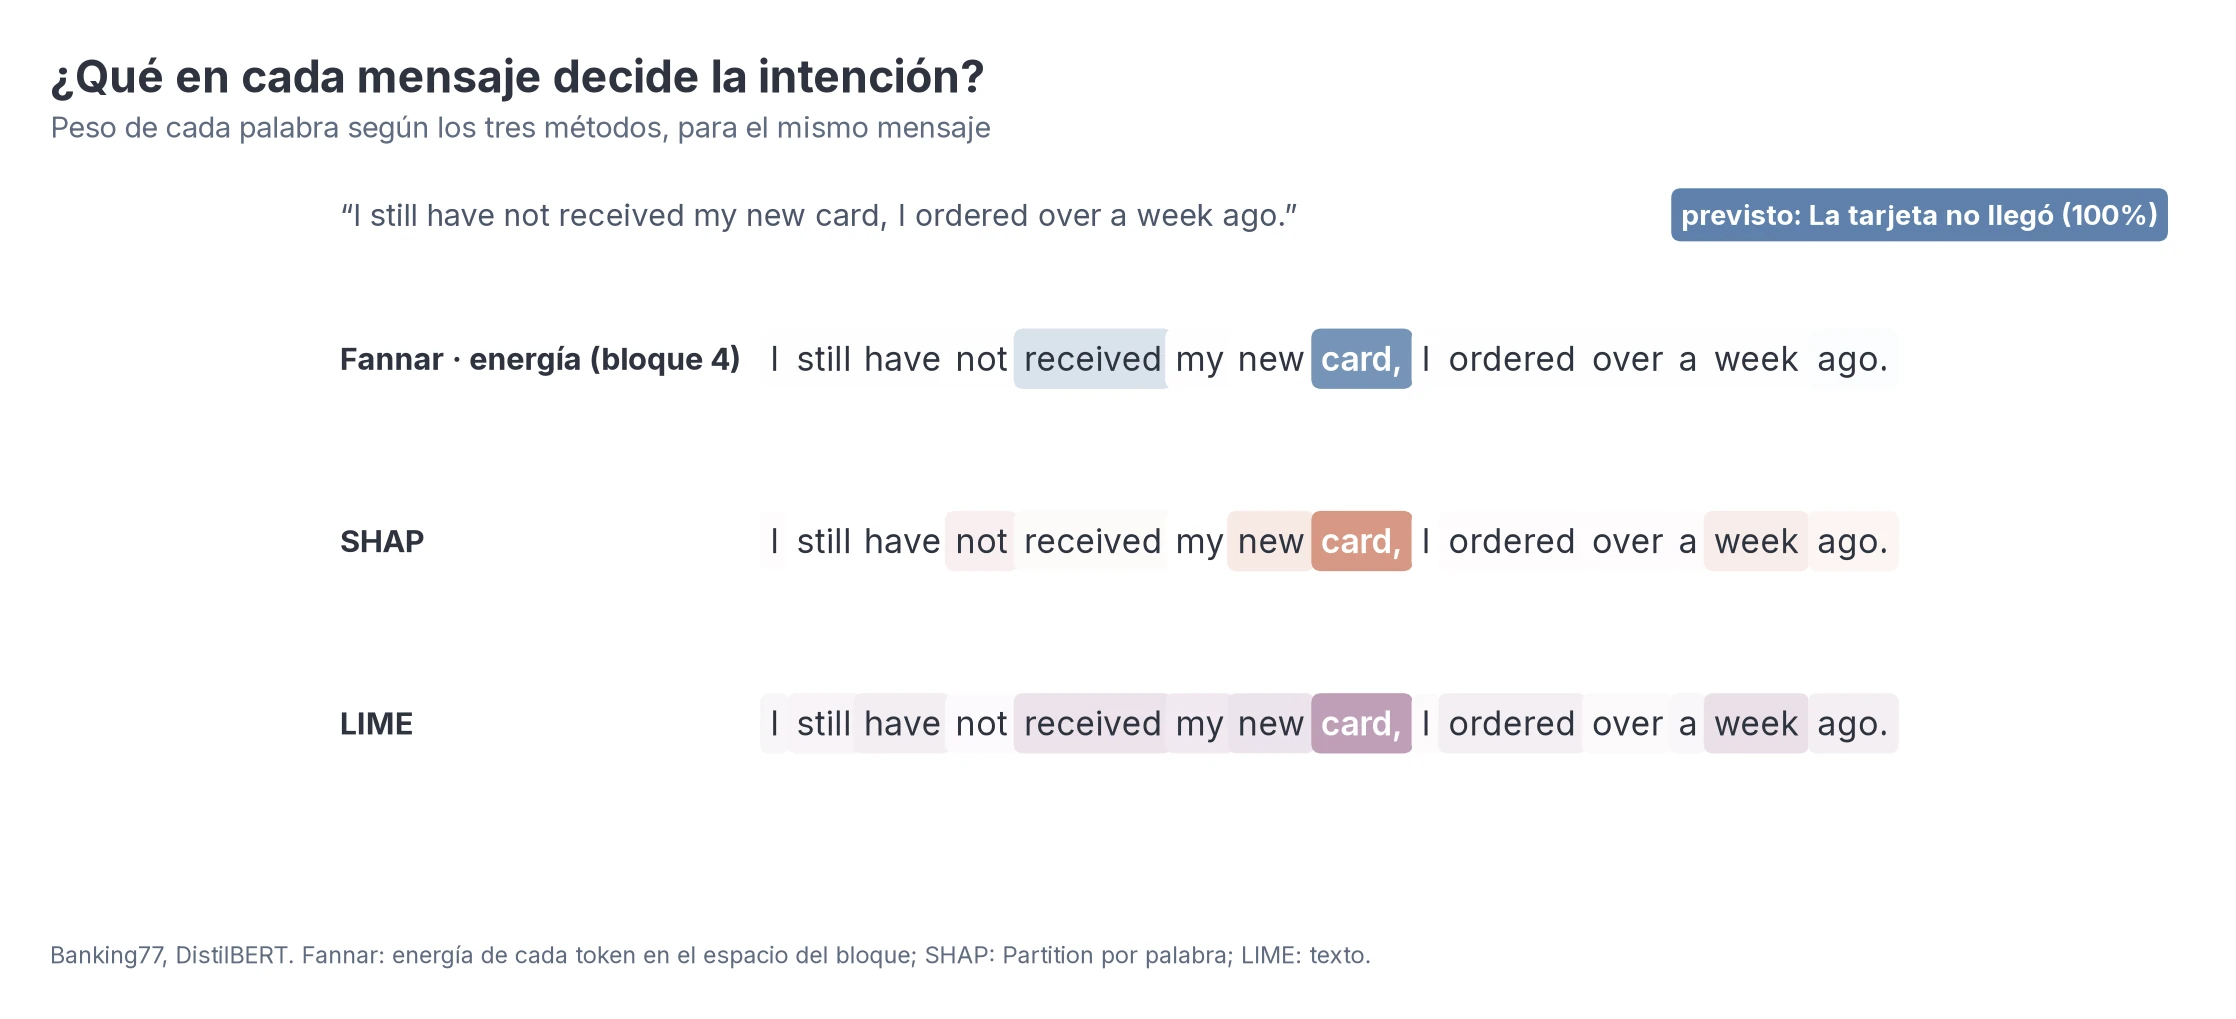 ¿Qué en cada mensaje decide la intención?
Peso de cada palabra según los tres métodos, para el mismo mensaje
“I still have not received my new card, I ordered over a week ago.”
previsto: La tarjeta no llegó (100%)
Fannar · energía (bloque 4) I still have not received my new card, I ordered over a week ago.
SHAP I still have not received my new card, I ordered over a week ago.
LIME I still have not received my new card, I ordered over a week ago.
Banking77, DistilBERT. Fannar: energía de cada token en el espacio del bloque; SHAP: Partition por palabra; LIME: texto.